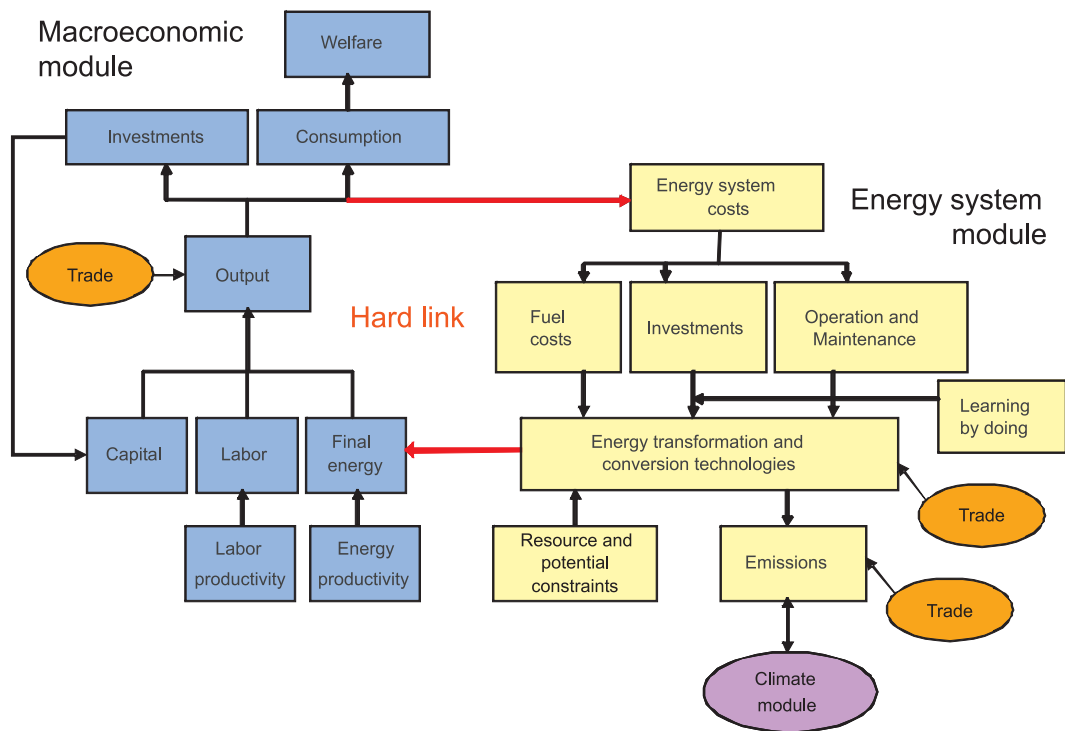 Macroeconomic
module
Welfare
Investments
Consumption
Energy system
costs
Energy system
module
Trade
Output
Hard link
Fuel
costs
Investments
Operation and
Maintenance
Learning
by doing
Capital
Labor
Final
energy
Energy transformation and
conversion technologies
Trade
Labor
productivity
Energy
productivity
Resource and
potential
constraints
Emissions
Trade
Climate
module